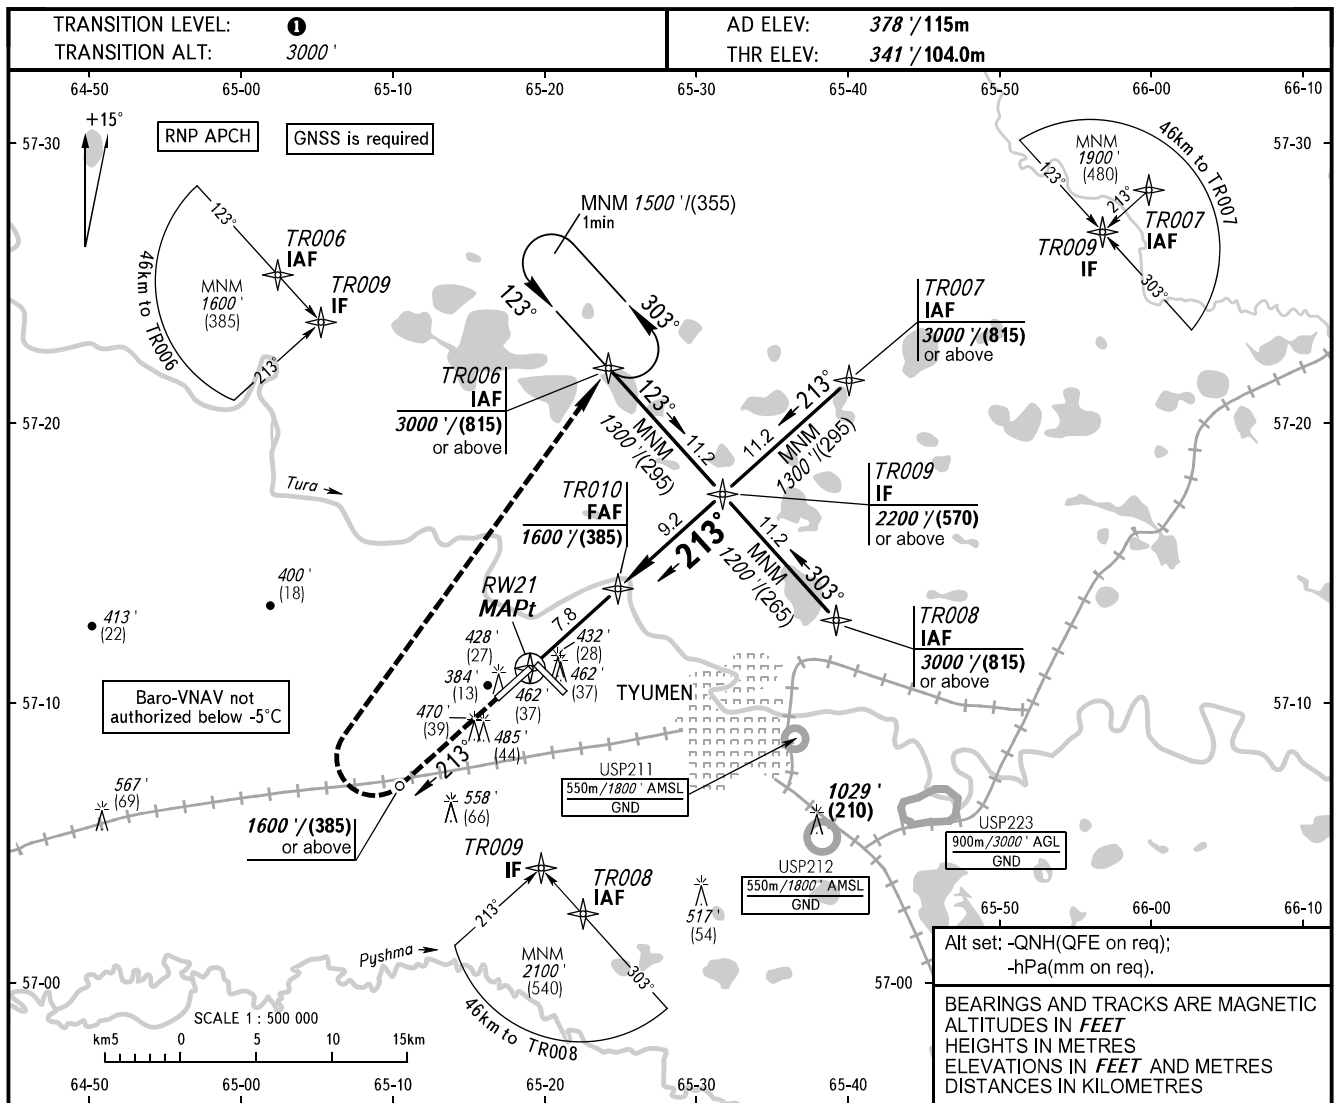 TRANSITION LEVEL: ❶
TRANSITION ALT: 3000 '
AD ELEV: 378 '/115m
THR ELEV: 341 '/104.0m
64-50 65-00 65-10 65-20 65-30 65-40 65-50 66-00 66-10
+15°
57-30
RNP APCH
GNSS is required
57-30
123°
TR006
IAF
TR009
IF
MNM
1600 '
(385)
213°
46km to TR006
MNM 1500 '/(355)
1min
123°
303°
MNM
1900 '
(480)
46km to TR007
123°
213°
TR007
IAF
TR009
IF
303°
TR007
IAF
3000 '/(815)
or above
TR006
IAF
3000 '/(815)
or above
123°
11.2
MNM
1300 '/(295)
213°
11.2
MNM
1300 '/(295)
57-20
57-20
TR009
IF
2200 '/(570)
or above
Tura
TR010
FAF
1600 '/(385)
9.2
213°
11.2
303°
MNM
1200 '/(265)
RW21
MAPt
7.8
400 '
(18)
413 '
(22)
428 '
(27)
432 '
(28)
384 '
(13)
462 '
(37)
462 '
(37)
TR008
IAF
3000 '/(815)
or above
TYUMEN
57-10
57-10
Baro-VNAV not
authorized below -5°C
470 '
(39)
485 '
(44)
213°
USP211
550m/1800 ' AMSL
GND
567 '
(69)
558 '
(66)
1029 '
(210)
1600 '/(385)
or above
USP223
900m/3000 ' AGL
GND
TR009
IF
TR008
IAF
USP212
550m/1800 ' AMSL
GND
517 '
(54)
213°
303°
MNM
2100 '
(540)
46km to TR008
Pyshma
65-50 66-00 66-10
57-00
57-00
Alt set: -QNH(QFE on req);
-hPa(mm on req).
BEARINGS AND TRACKS ARE MAGNETIC
ALTITUDES IN FEET
HEIGHTS IN METRES
ELEVATIONS IN FEET AND METRES
DISTANCES IN KILOMETRES
SCALE 1 : 500 000
km5 0 5 10 15km
64-50 65-00 65-10 65-20 65-30 65-40